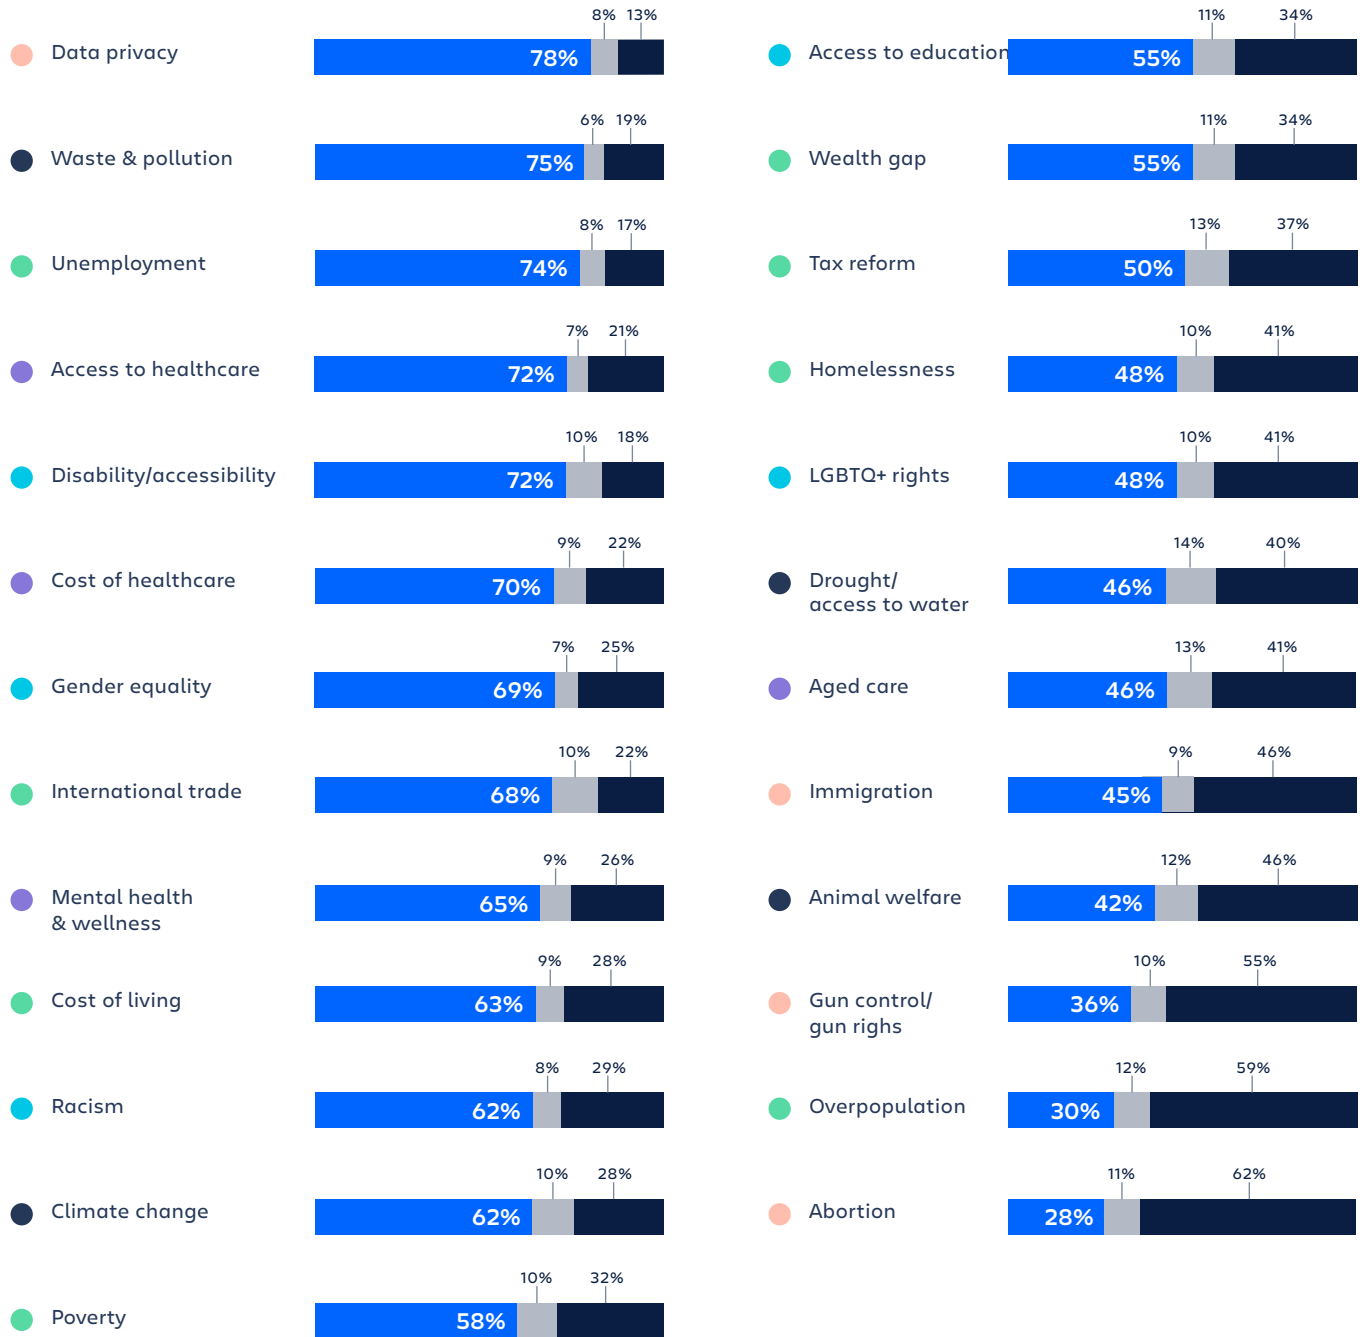 8% 13%
Data privacy 78%
6% 19%
Waste & pollution 75%
8% 17%
Unemployment 74%
7% 21%
Access to healthcare 72%
10% 18%
Disability/accessibility 72%
9% 22%
Cost of healthcare 70%
7% 25%
Gender equality 69%
10% 22%
International trade 68%
9% 26%
Mental health 65%
& wellness
9% 28%
Cost of living 63%
8% 29%
Racism 62%
10% 28%
Climate change 62%
10% 32%
Poverty 58%
11% 34%
Access to education 55%
11% 34%
Wealth gap 55%
13% 37%
Tax reform 50%
10% 41%
Homelessness 48%
10% 41%
LGBTQ+ rights 48%
14% 40%
Drought/ 46%
access to water
13% 41%
Aged care 46%
9% 46%
Immigration 45%
12% 46%
Animal welfare 42%
10% 55%
Gun control/ 36%
gun righs
12% 59%
Overpopulation 30%
11% 62%
Abortion 28%